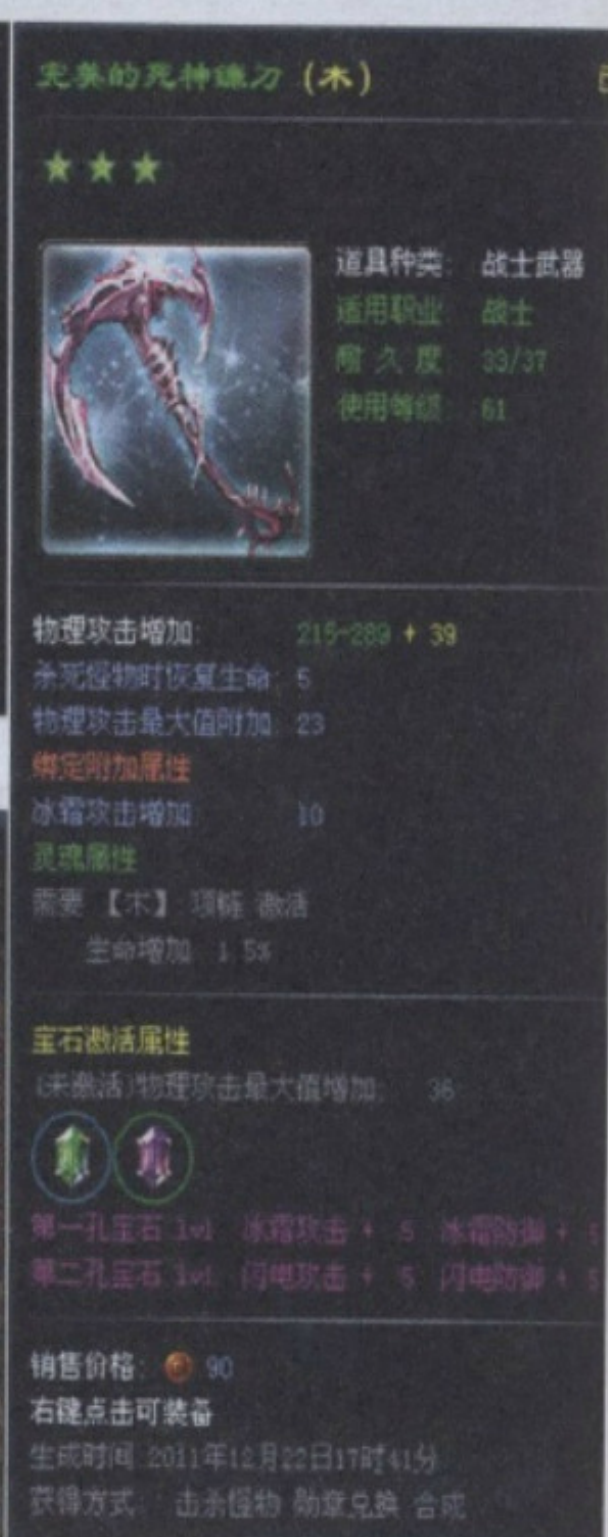 完美的死神镰刀（木）
道具种类： 战士武器
适用职业： 战士
耐 久 度： 33/37
使用等级： 61
物理攻击增加： 215-289 + 39
杀死怪物时恢复生命： 5
物理攻击最大值附加： 23
绑定附加属性
冰霜攻击增加： 10
灵魂属性
需要 【木】 项链 激活
生命增加 1.5%
宝石激活属性
(未激活)物理攻击最大值增加： 36
第一孔宝石 lvl 冰霜攻击 + 5 冰霜防御 + 5
第二孔宝石 lvl 闪电攻击 + 5 闪电防御 + 5
销售价格： 90
右键点击可装备
生成时间 2011年12月22日17时41分
获得方式： 击杀怪物 勋章兑换 合成